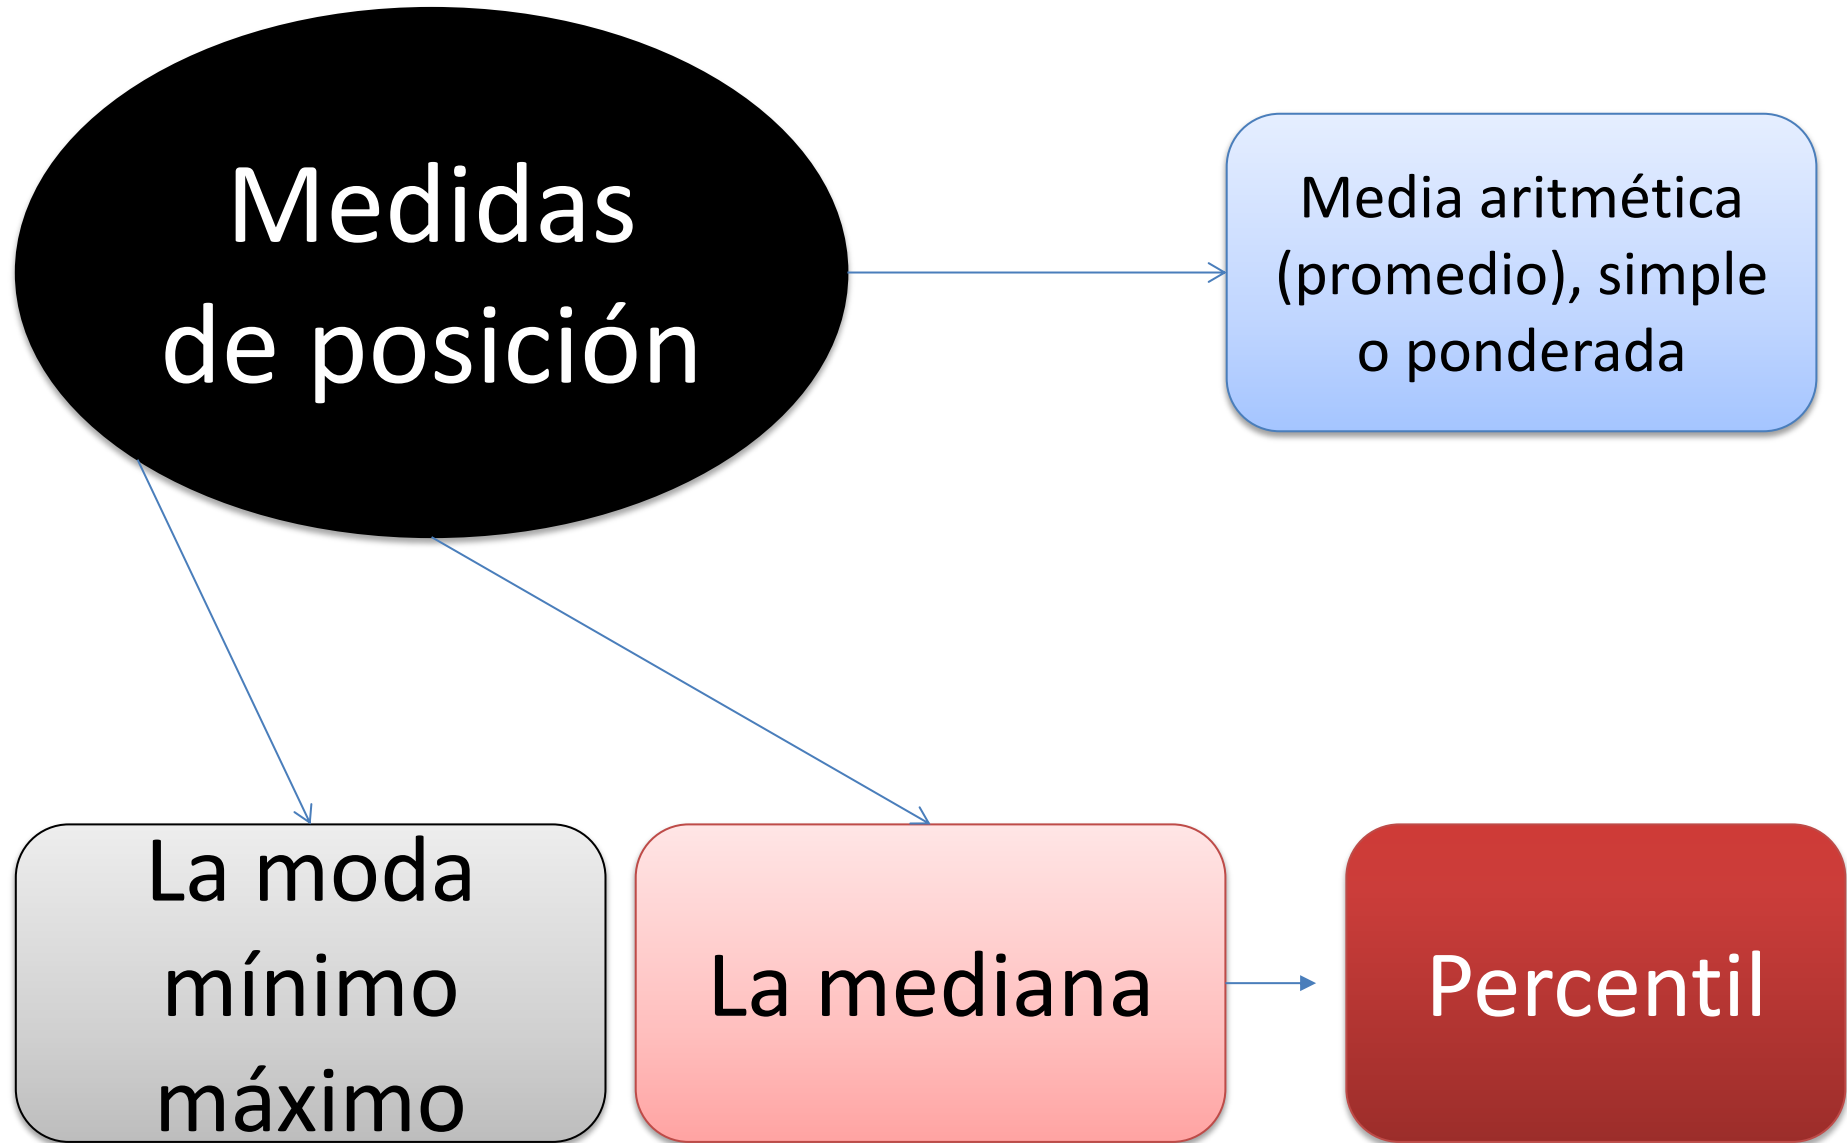 Medidas
de posición
Media aritmética
(promedio), simple
o ponderada
La moda
mínimo
máximo
La mediana
Percentil